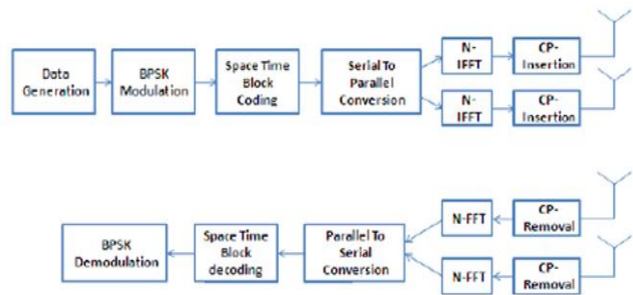 Data
Generation
BPSK
Modulation
Space Time
Block
Coding
Serial To
Parallel
Conversion
N-
IFFT
CP-
Insertion
N-
IFFT
CP-
Insertion
BPSK
Demodulation
Space Time
Block
decoding
Parallel To
Serial
Conversion
N-FFT
CP-
Removal
N-FFT
CP-
Removal